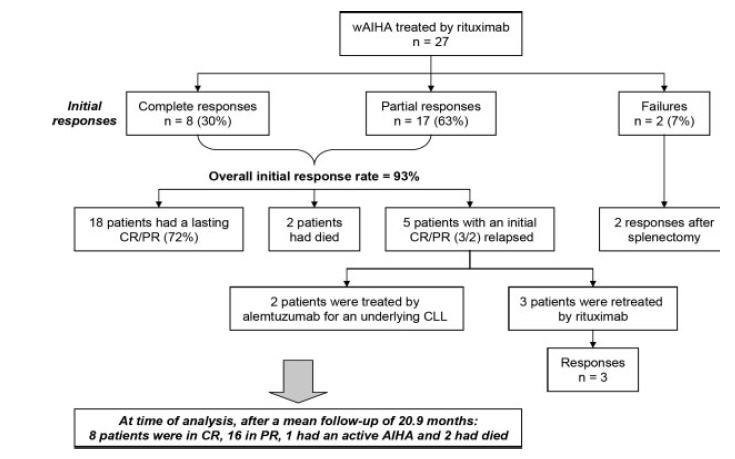 wAIHA treated by rituximab
n = 27
Initial
responses
Complete responses
n = 8 (30%)
Partial responses
n = 17 (63%)
Failures
n = 2 (7%)
Overall initial response rate = 93%
18 patients had a lasting
CR/PR (72%)
2 patients
had died
5 patients with an initial
CR/PR (3/2) relapsed
2 responses after
splenectomy
2 patients were treated by
alemtuzumab for an underlying CLL
3 patients were retreated
by rituximab
Responses
n = 3
At time of analysis, after a mean follow-up of 20.9 months:
8 patients were in CR, 16 in PR, 1 had an active AIHA and 2 had died